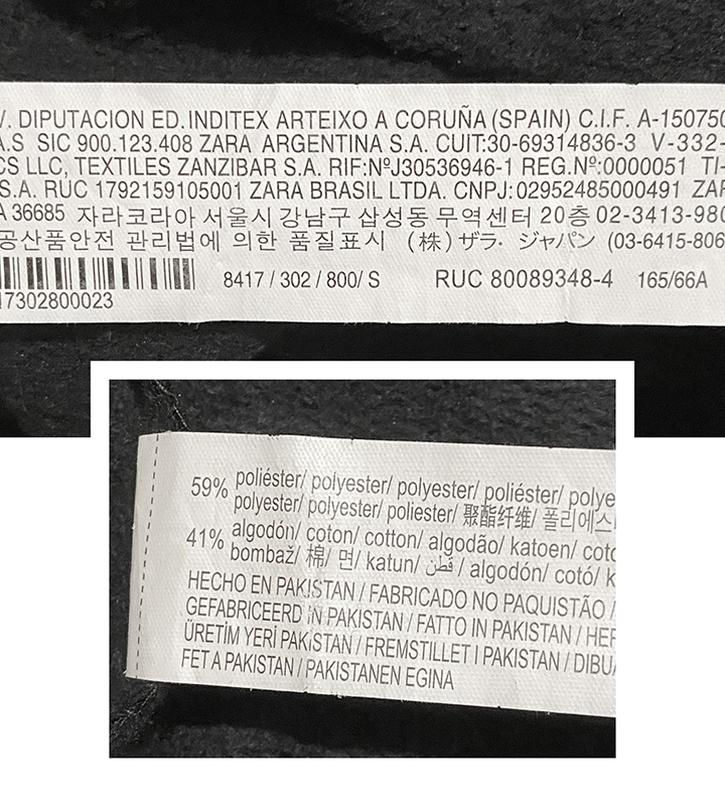 DIPUTACION ED. INDITEX ARTEIXO A CORUÑA (SPAIN) C.I.F. A-150750
A.S SIC 900.123.408 ZARA ARGENTINA S.A. CUIT:30-69314836-3 V-332-
CS LLC, TEXTILES ZANZIBAR S.A. RIF:NºJ30536946-1 REG.Nº:0000051 TI-
S.A. RUC 1792159105001 ZARA BRASIL LTDA. CNPJ:02952485000491 ZAR
A 36685 자라코리아 서울시 강남구 삼성동 무역센터 20층 02-3413-980
공산품안전 관리법에 의한 품질표시 (株)ザラ・ジャパン (03-6415-806
8417 / 302 / 800/ S RUC 80089348-4 165/66A
17302800023
59% poliéster/ polyester/ polyester/ poliéster/ polye
polyester/ polyester/ poliester/ 聚酯纤维/ 폴리에스
41% algodón/ coton/ cotton/ algodão/ katoen/ coto
bombaž/ 棉/ 면/ katun/ قطن / algodón/ cotó/ k
HECHO EN PAKISTAN / FABRICADO NO PAQUISTÃO /
GEFABRICEERD IN PAKISTAN / FATTO IN PAKISTAN / HER
ÜRETİM YERİ PAKİSTAN / FREMSTILLET I PAKISTAN / DIBU
FET A PAKISTAN / PAKISTANEN EGINA